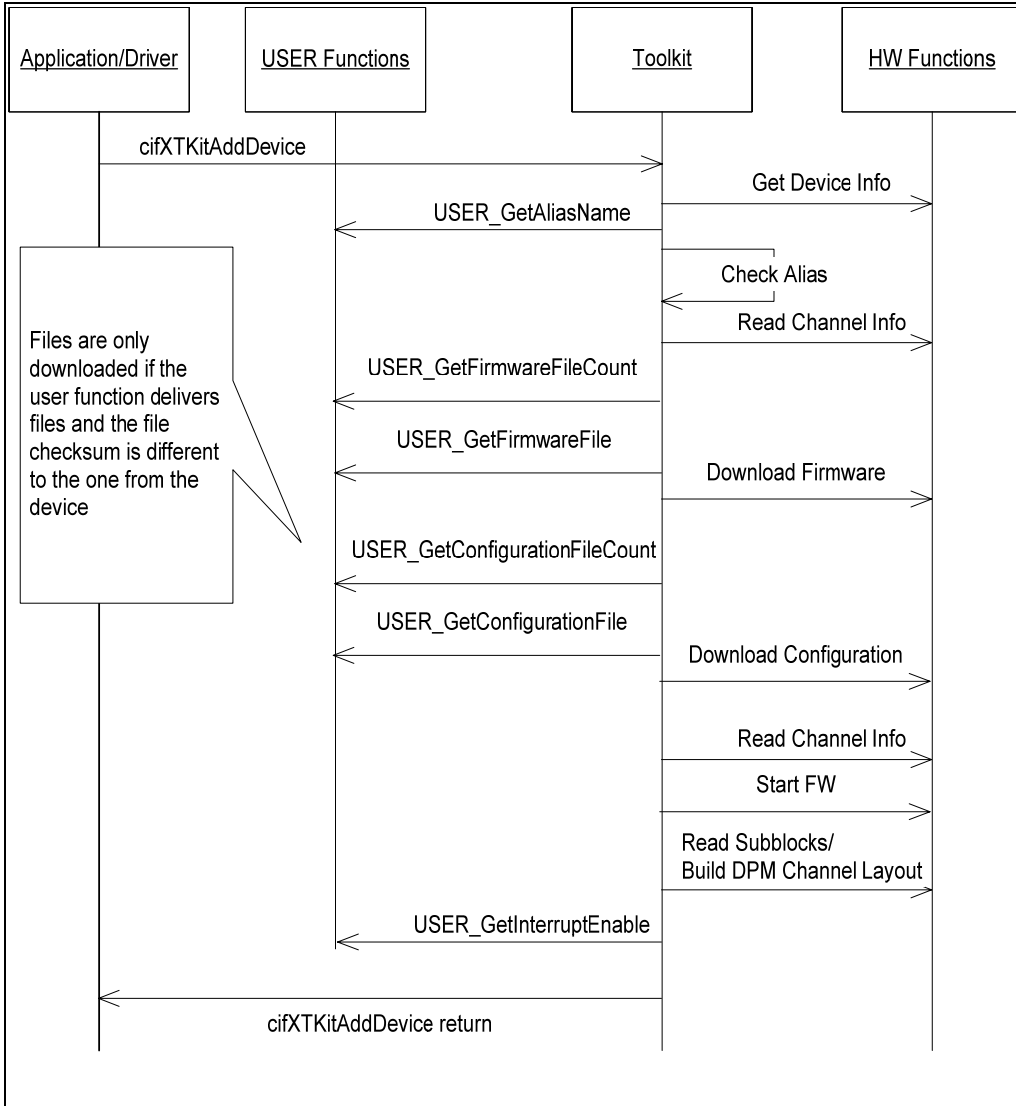 Application/Driver
USER Functions
Toolkit
HW Functions
cifXTKitAddDevice
Get Device Info
USER_GetAliasName
Check Alias
Read Channel Info
Files are only
downloaded if the
user function delivers
files and the file
checksum is different
to the one from the
device
USER_GetFirmwareFileCount
USER_GetFirmwareFile
Download Firmware
USER_GetConfigurationFileCount
USER_GetConfigurationFile
Download Configuration
Read Channel Info
Start FW
Read Subblocks/
Build DPM Channel Layout
USER_GetInterruptEnable
cifXTKitAddDevice return